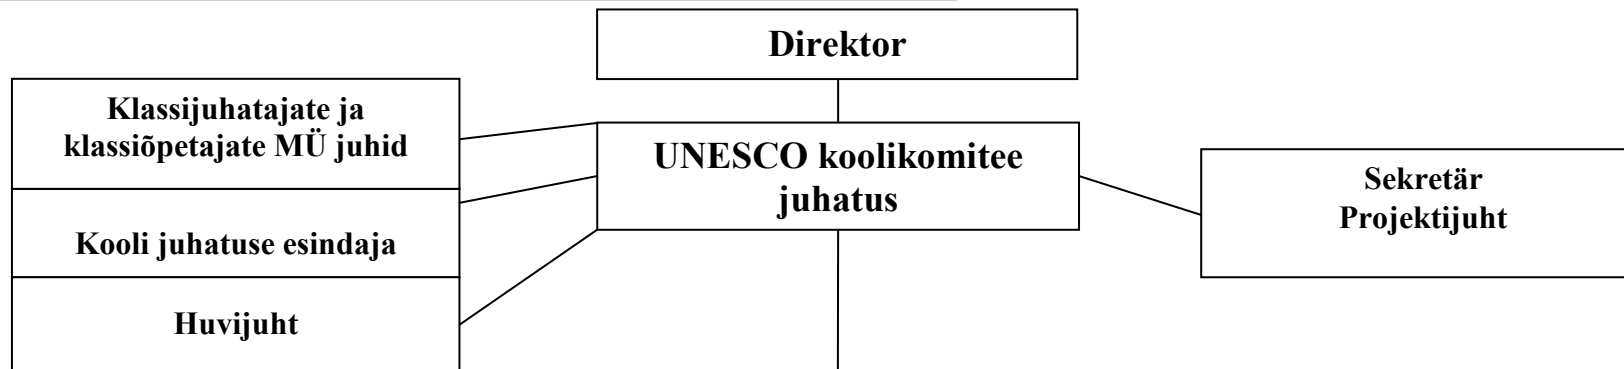 Direktor
Klassijuhatajate ja
klassiõpetajate MÜ juhid
UNESCO koolikomitee
juhatus
Sekretär
Projektijuht
Kooli juhatuse esindaja
Huvijuht